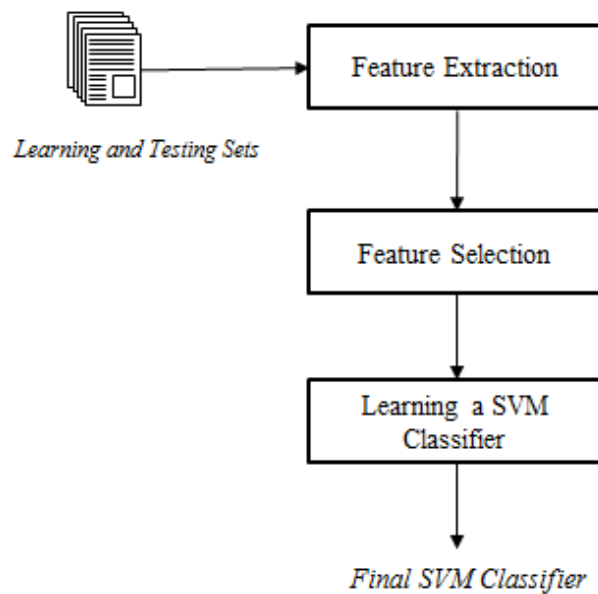 Feature Extraction
Learning and Testing Sets
Feature Selection
Learning a SVM
Classifier
Final SVM Classifier